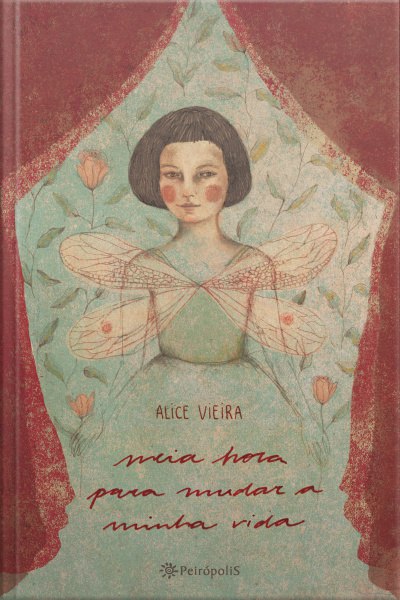 ALICE VIEIRA
meia hora
para mudar a
minha vida
PeirópoliS